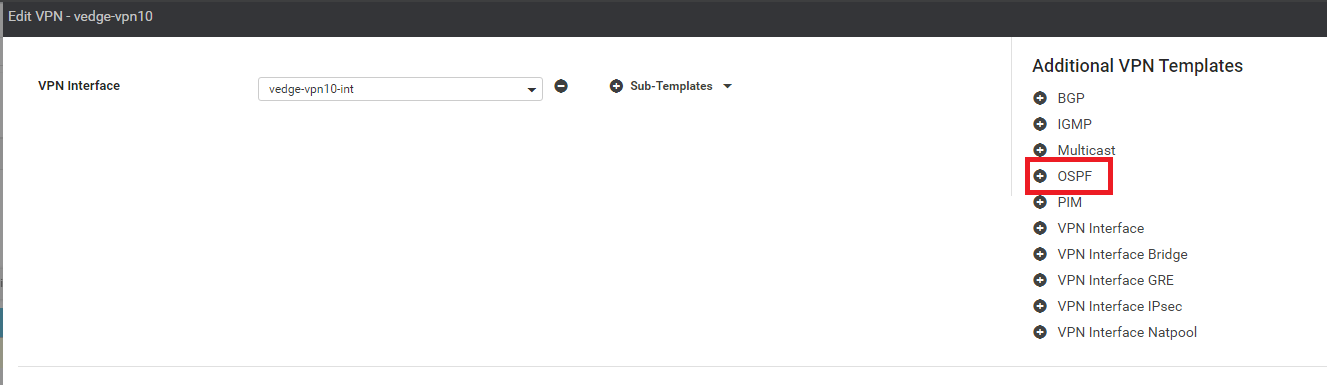 Edit VPN - vedge-vpn10
VPN Interface
vedge-vpn10-int
Sub-Templates
Additional VPN Templates
BGP
IGMP
Multicast
OSPF
PIM
VPN Interface
VPN Interface Bridge
VPN Interface GRE
VPN Interface IPsec
VPN Interface Natpool